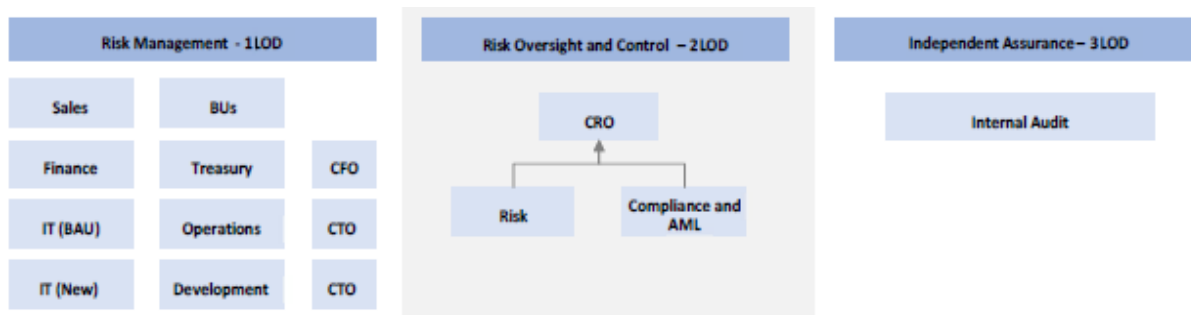 Risk Management - 1LOD
Sales
BUs
Finance
Treasury
CFO
IT (BAU)
Operations
CTO
IT (New)
Development
CTO
Risk Oversight and Control – 2LOD
CRO
Risk
Compliance and
AML
Independent Assurance – 3LOD
Internal Audit